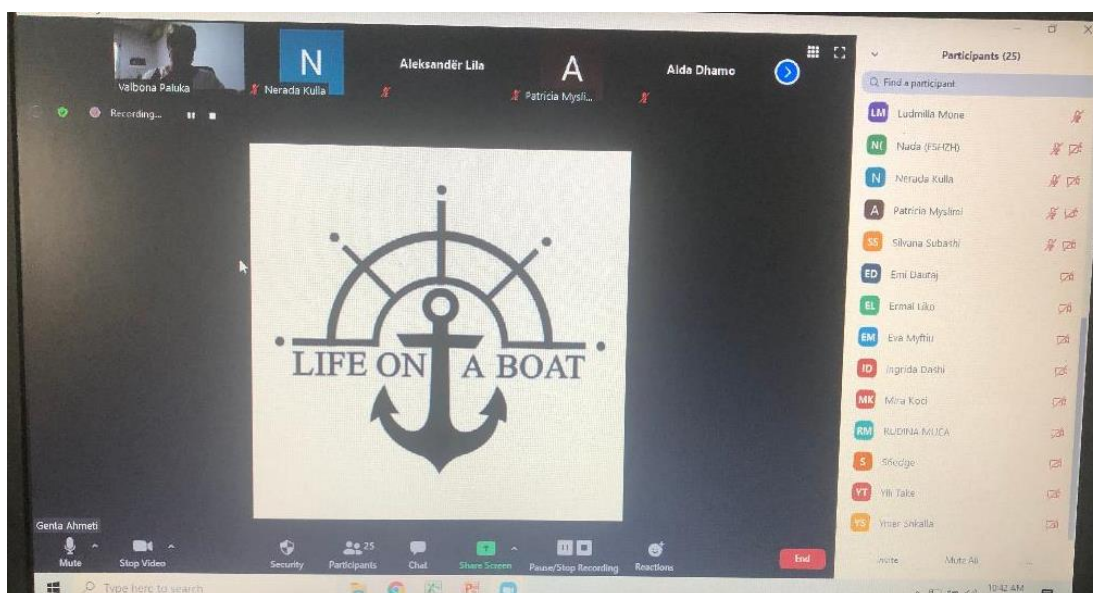 Valbona Paluka
N
Nerada Kulla
Aleksandër Lila
A
Patricia Mysli...
Alda Dhamo
Recording...
LIFE ON A BOAT
Genta Ahmeti
Mute
Stop Video
Security
Participants
25
Chat
Share Screen
Pause/Stop Recording
Reactions
End
Participants (25)
Find a participant
LM Ludmilla Mone
N( Nada (FSHZH)
N Nerada Kulla
A Patricia Myslimi
SS Silvana Subashi
ED Emi Dauraj
EL Ermal Liko
EM Eva Myftiu
ID Ingrida Dashi
MK Mira Koci
RM RUDINA MUCA
S
YT Ylli Take
YS Ymer Shkalla
Invite
Mute All
...
Type here to search
10:42 AM